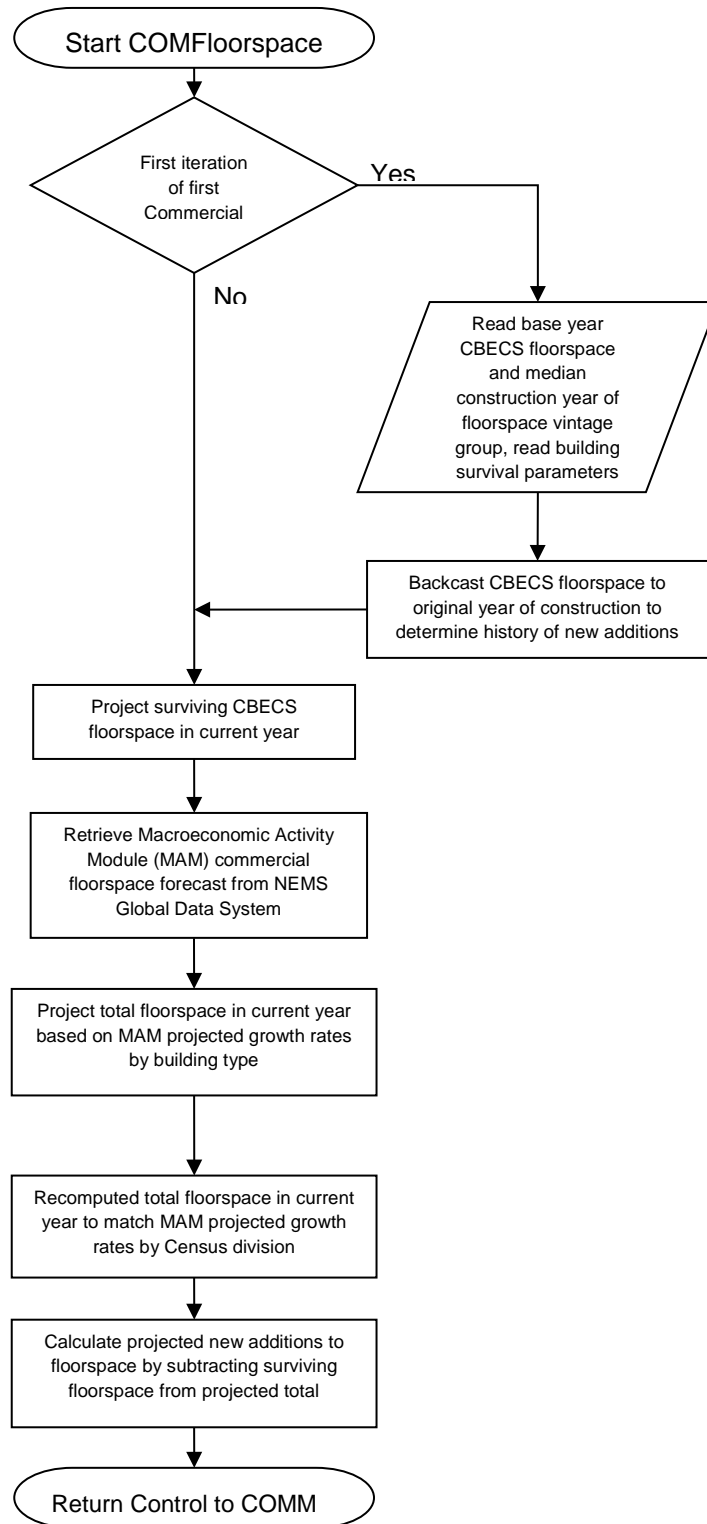 Start COMFloorspace
First iteration
of first
Commercial
Yes
No
Read base year
CBECS floorspace
and median
construction year of
floorspace vintage
group, read building
survival parameters
Backcast CBECS floorspace to
original year of construction to
determine history of new additions
Project surviving CBECS
floorspace in current year
Retrieve Macroeconomic Activity
Module (MAM) commercial
floorspace forecast from NEMS
Global Data System
Project total floorspace in current year
based on MAM projected growth rates
by building type
Recomputed total floorspace in current
year to match MAM projected growth
rates by Census division
Calculate projected new additions to
floorspace by subtracting surviving
floorspace from projected total
Return Control to COMM